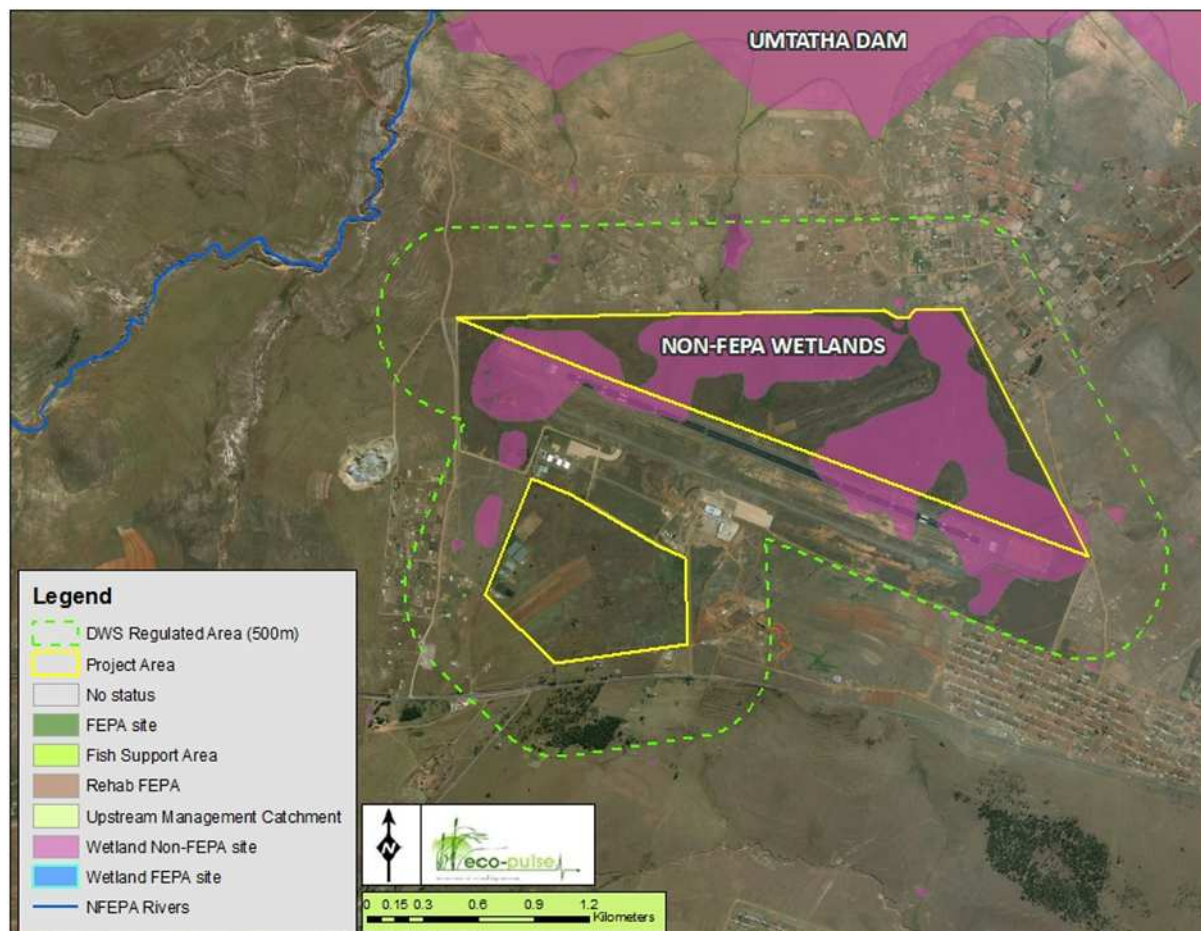 UMTATHA DAM
NON-FEPA WETLANDS
Legend
DWS Regulated Area (500m)
Project Area
No status
FEPA site
Fish Support Area
Rehab FEPA
Upstream Management Catchment
Wetland Non-FEPA site
Wetland FEPA site
NFEPA Rivers
N
eco-pulse
0 0.15 0.3 0.6 0.9 1.2
Kilometers